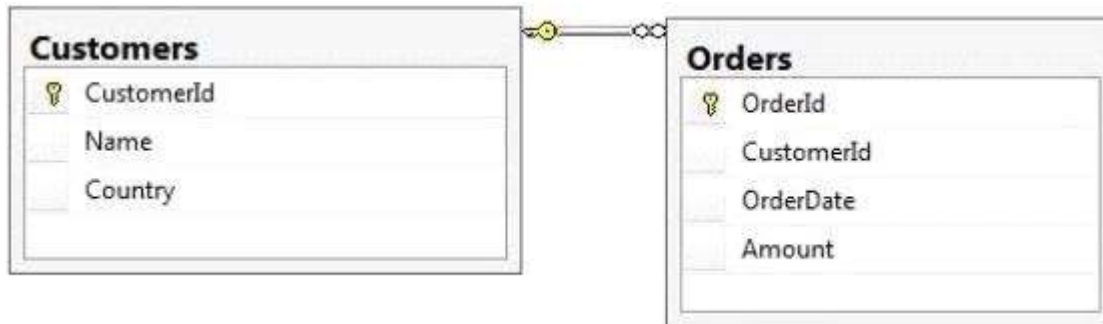 Customers
CustomerId
Name
Country
Orders
OrderId
CustomerId
OrderDate
Amount